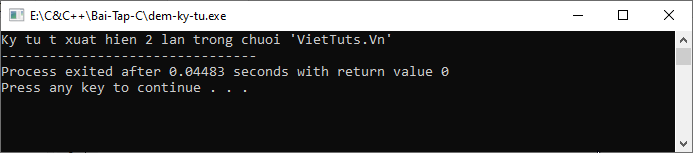 E:\C&C++\Bai-Tap-C\dem-ky-tu.exe
Ky tu t xuat hien 2 lan trong chuoi 'VietTuts.Vn'
--------------------------------
Process exited after 0.04483 seconds with return value 0
Press any key to continue . . .